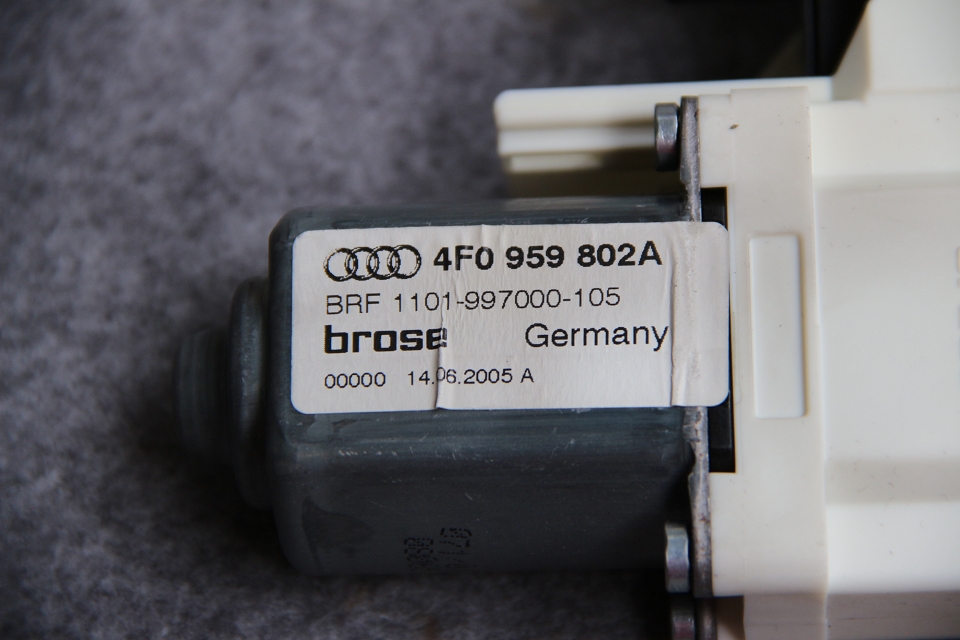 4F0 959 802A
BRF 1101-997000-105
brose Germany
00000 14.06.2005 A